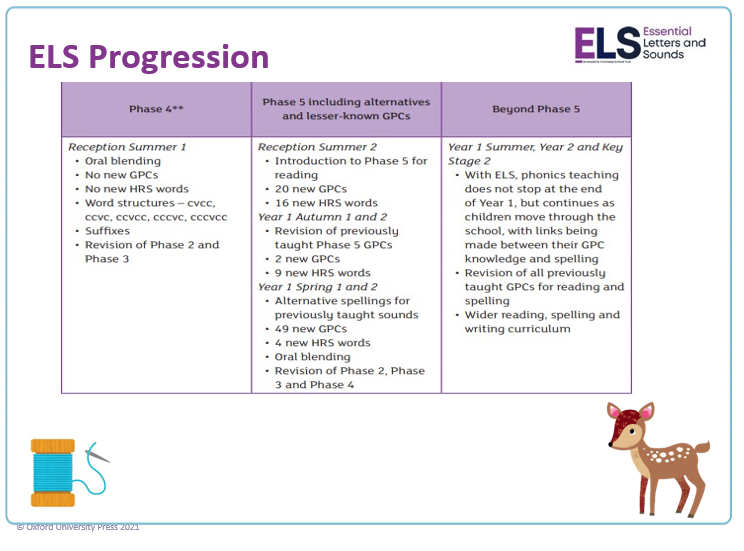 ELS Progression
ELS Essential
Letters and
Sounds
Phase 4**
Phase 5 including alternatives
and lesser-known GPCs
Beyond Phase 5
Reception Summer 1
• Oral blending
• No new GPCs
• No new HRS words
• Word structures – cvcc,
ccvc, ccvcc, cccvc, cccvcc
• Suffixes
• Revision of Phase 2 and
Phase 3
Reception Summer 2
• Introduction to Phase 5 for
reading
• 20 new GPCs
• 16 new HRS words
Year 1 Autumn 1 and 2
• Revision of previously
taught Phase 5 GPCs
• 2 new GPCs
• 9 new HRS words
Year 1 Spring 1 and 2
• Alternative spellings for
previously taught sounds
• 49 new GPCs
• 4 new HRS words
• Oral blending
• Revision of Phase 2, Phase
3 and Phase 4
Year 1 Summer, Year 2 and Key
Stage 2
• With ELS, phonics teaching
does not stop at the end
of Year 1, but continues as
children move through the
school, with links being
made between their GPC
knowledge and spelling
• Revision of all previously
taught GPCs for reading and
spelling
• Wider reading, spelling and
writing curriculum
© Oxford University Press 2021